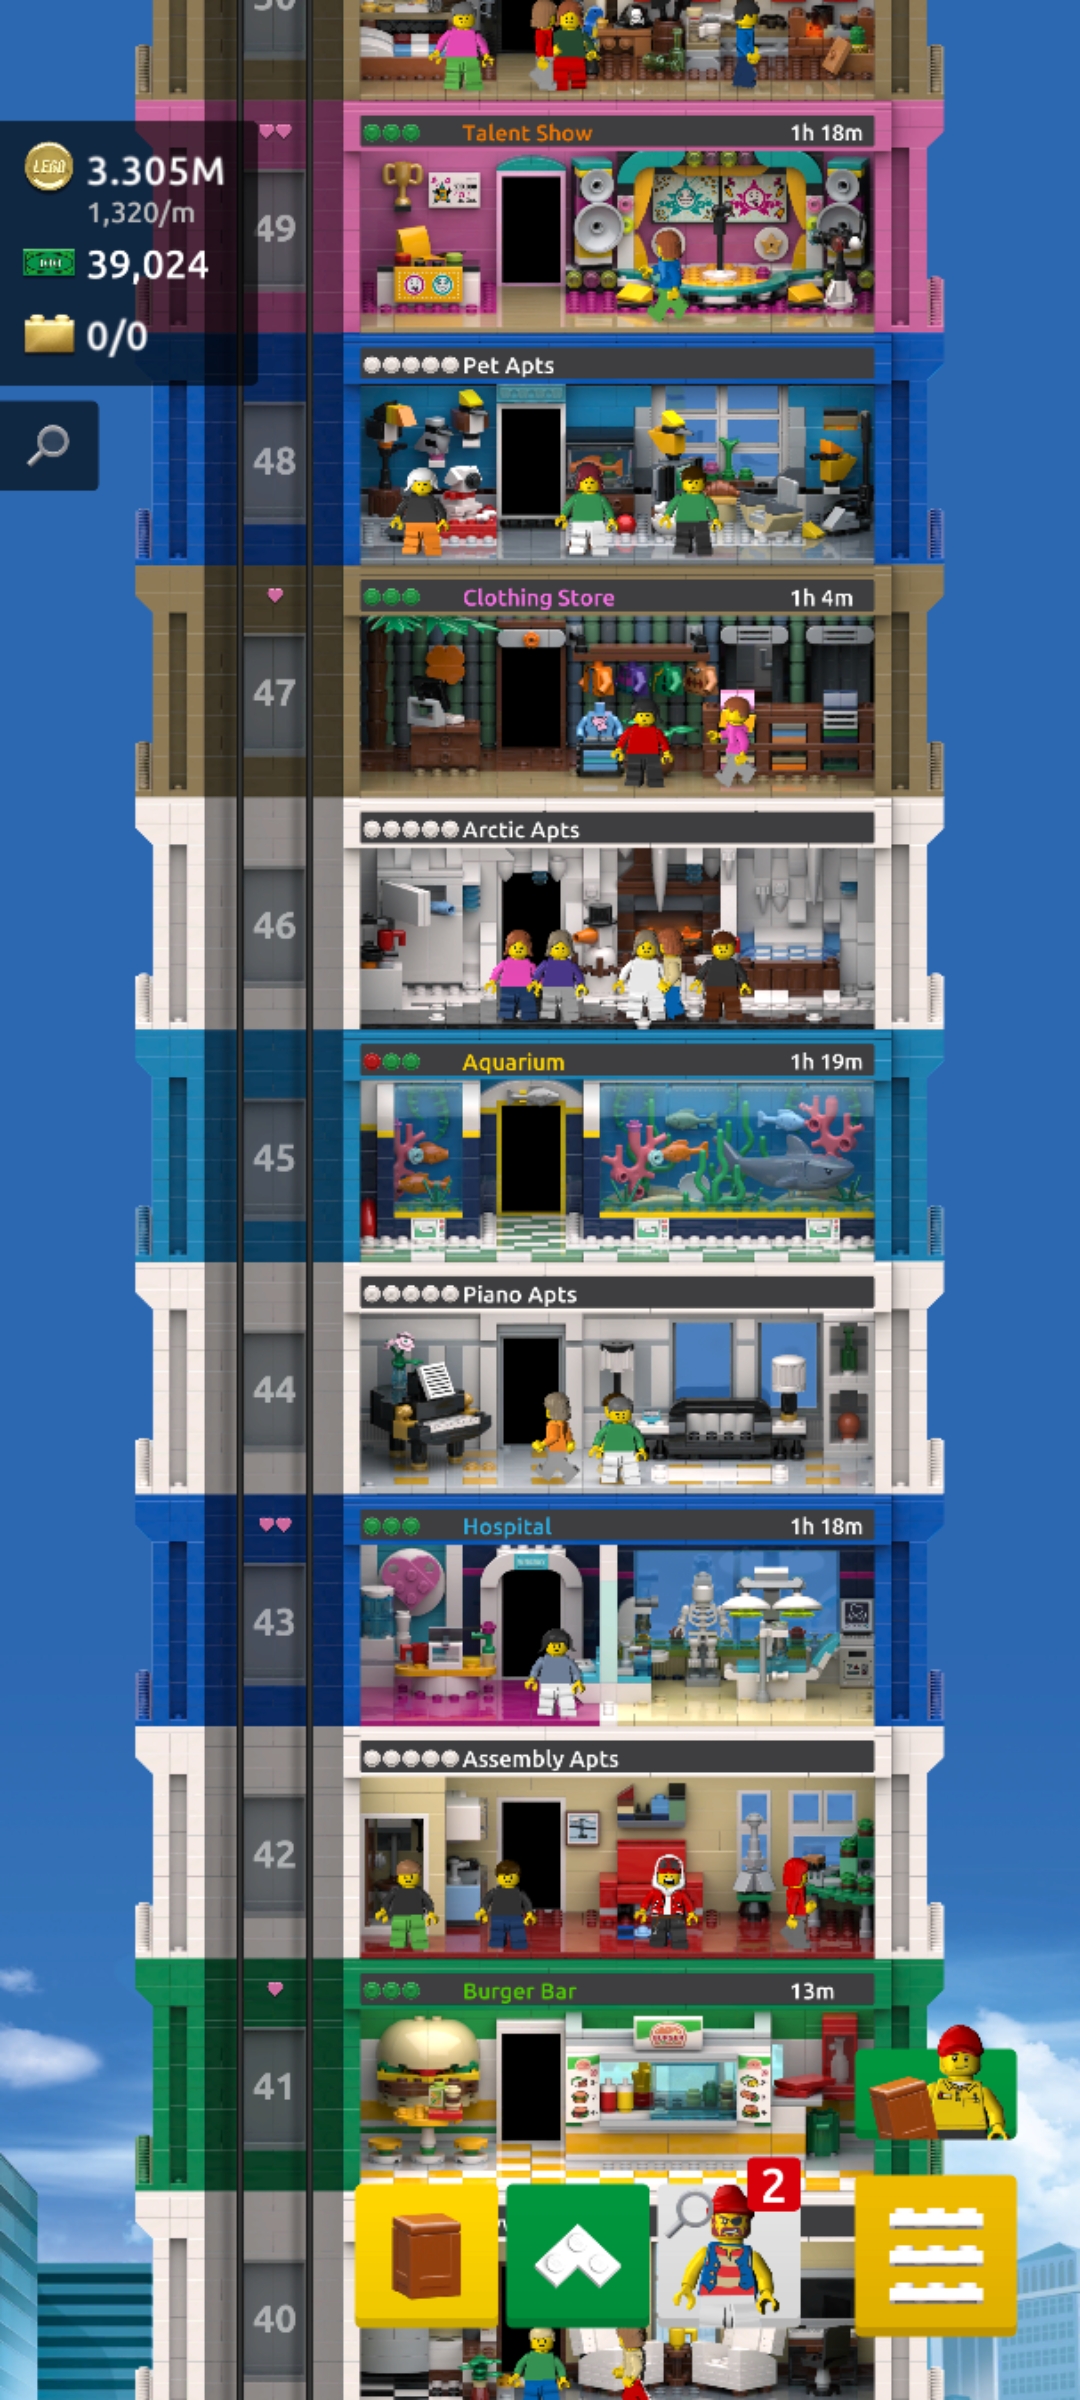 Talent Show 1h 18m
LEGO 3.305M
1,320/m
49
39,024
0/0
Pet Apts
48
Clothing Store 1h 4m
47
Arctic Apts
46
Aquarium 1h 19m
45
Piano Apts
44
Hospital 1h 18m
43
Assembly Apts
42
Burger Bar 13m
41
2
40